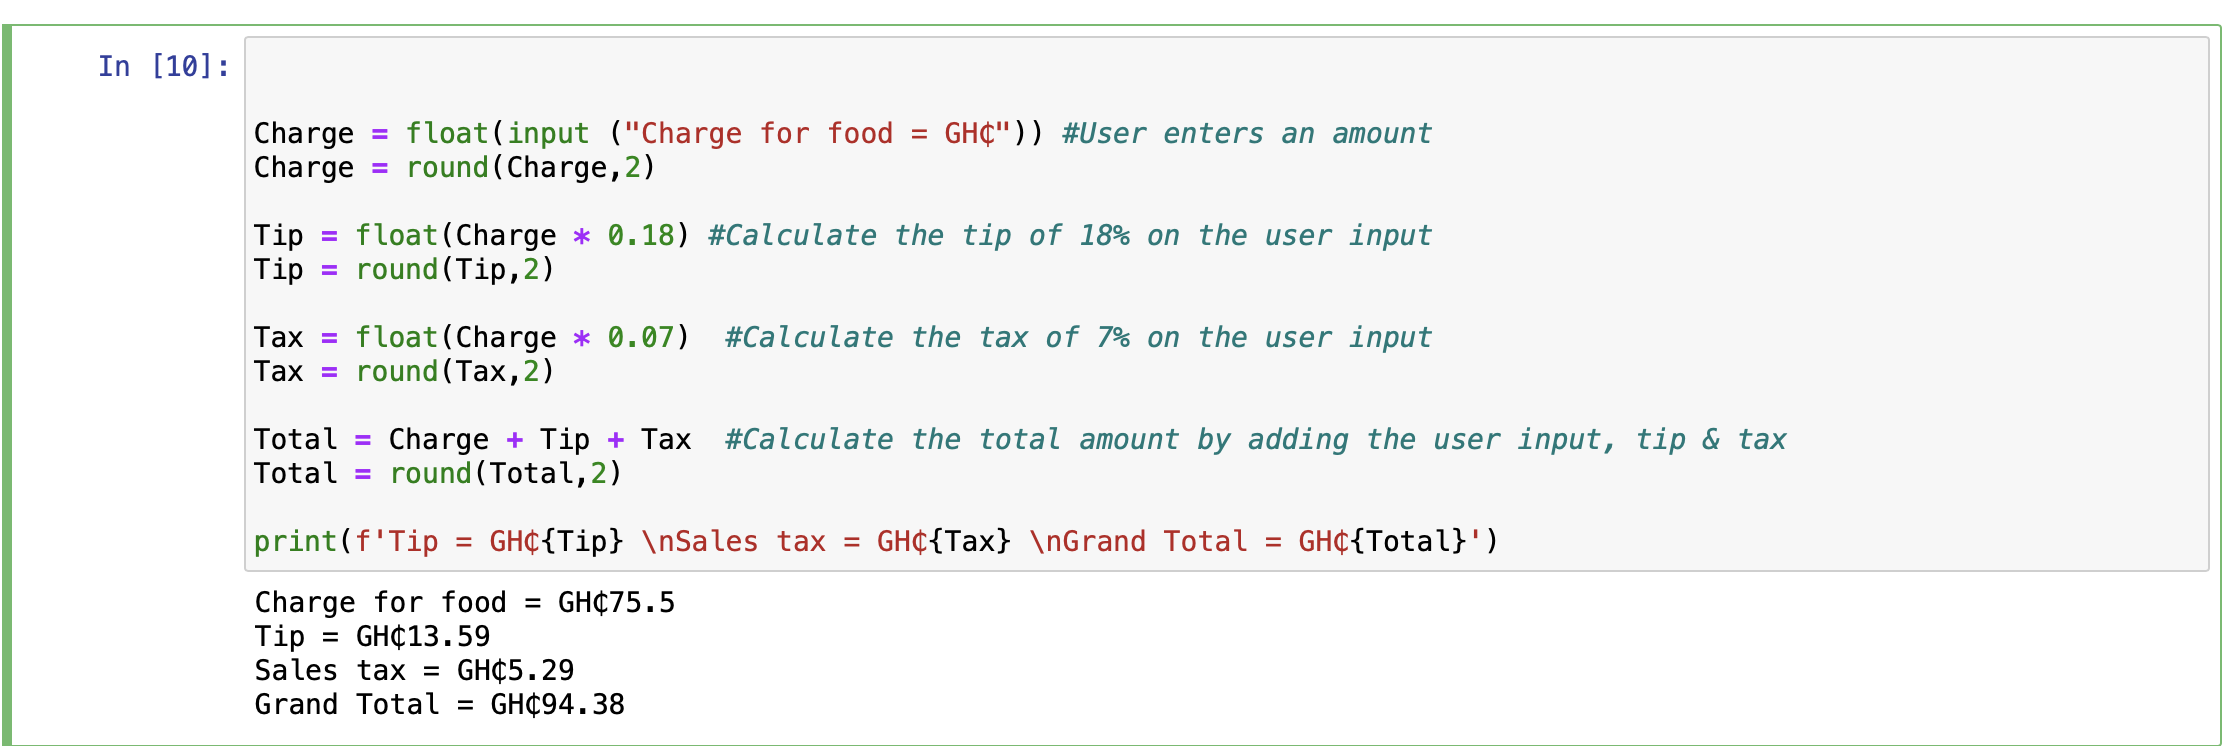 In [10]:
Charge = float(input ("Charge for food = GH₵")) #User enters an amount
Charge = round(Charge,2)
Tip = float(Charge * 0.18) #Calculate the tip of 18% on the user input
Tip = round(Tip,2)
Tax = float(Charge * 0.07)  #Calculate the tax of 7% on the user input
Tax = round(Tax,2)
Total = Charge + Tip + Tax  #Calculate the total amount by adding the user input, tip & tax
Total = round(Total,2)
print(f'Tip = GH₵{Tip} \nSales tax = GH₵{Tax} \nGrand Total = GH₵{Total}')
Charge for food = GH₵75.5
Tip = GH₵13.59
Sales tax = GH₵5.29
Grand Total = GH₵94.38